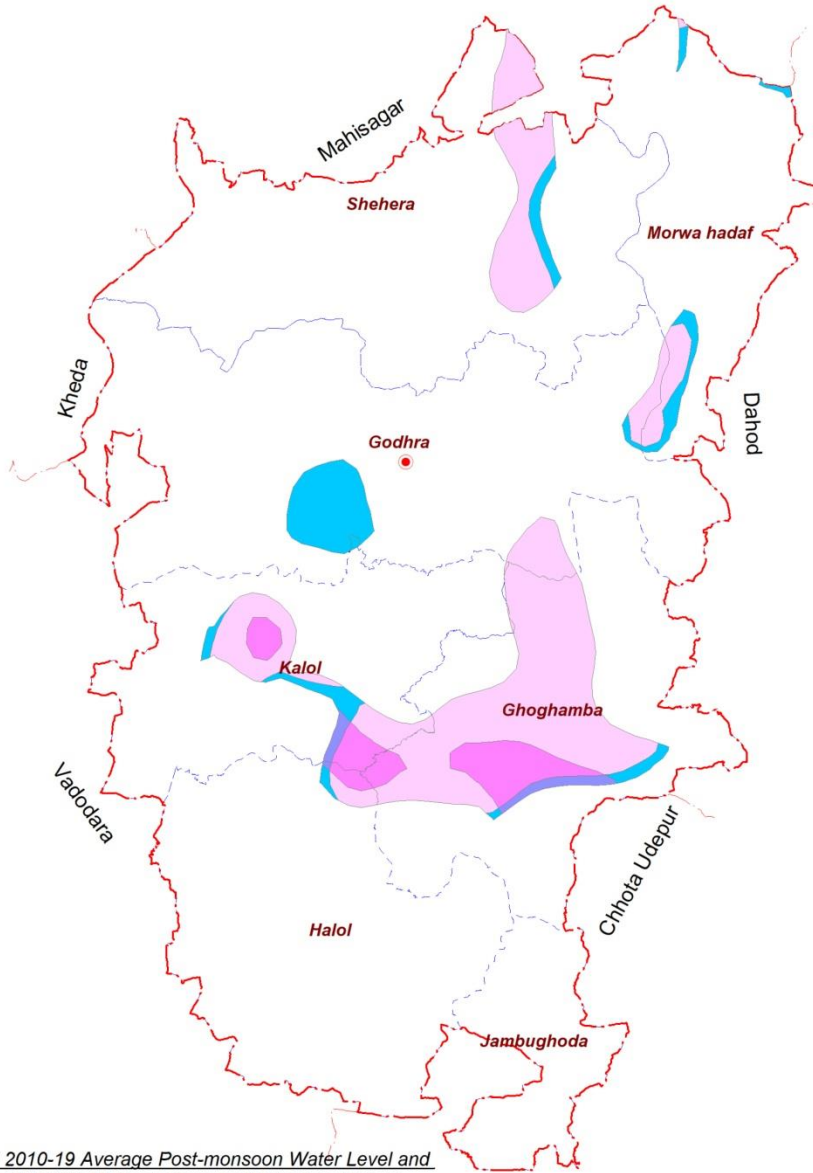 Mahisagar
Shehera
Morwa hadaf
Kheda
Dahod
Godhra
Kalol
Ghoghamba
Vadodara
Chhota Udepur
Halol
Jambughoda
2010-19 Average Post-monsoon Water Level and